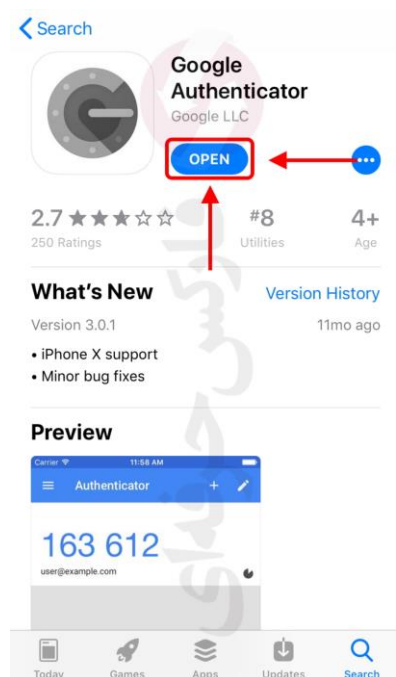 Search
Google
Authenticator
Google LLC
OPEN
2.7 #8 4+
250 Ratings Utilities Age
What's New Version History
Version 3.0.1 11mo ago
• iPhone X support
• Minor bug fixes
Preview
Carrier 11:58 AM
Authenticator
163 612
user@example.com
Today Games Apps Updates Search